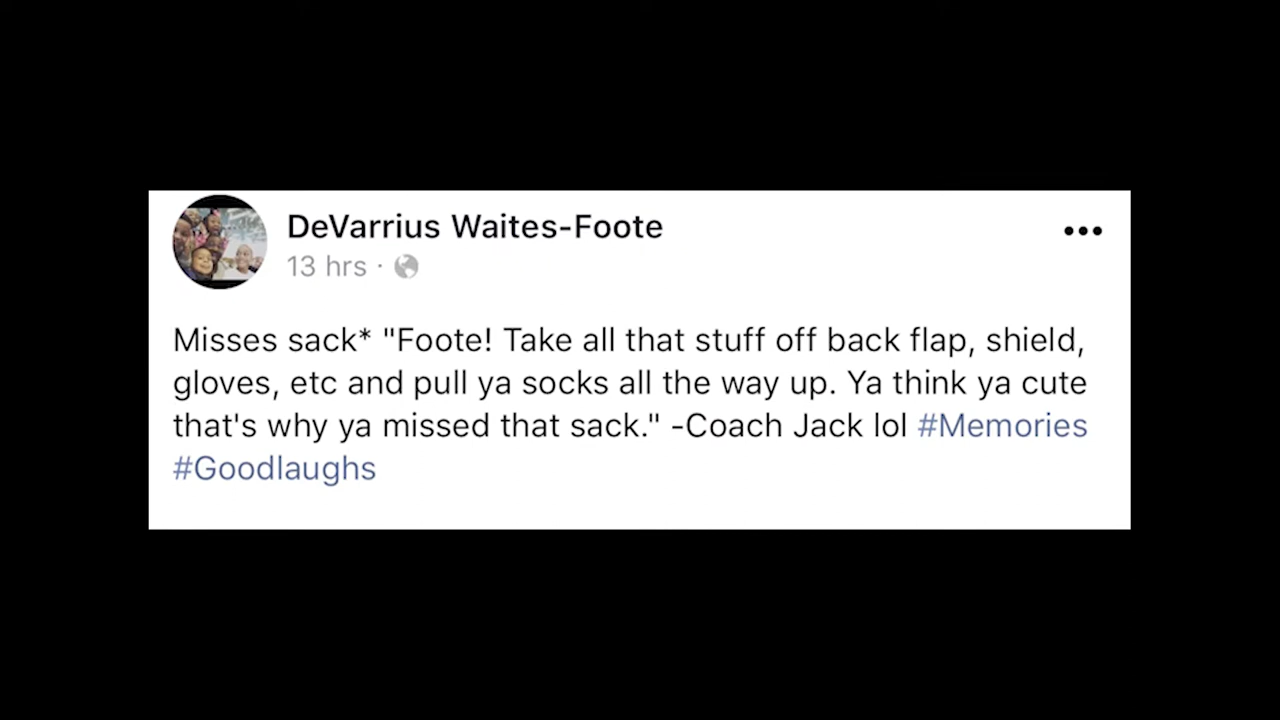 DeVarrius Waites-Foote
13 hrs ·
Misses sack* "Foote! Take all that stuff off back flap, shield,
gloves, etc and pull ya socks all the way up. Ya think ya cute
that's why ya missed that sack." -Coach Jack lol #Memories
#Goodlaughs